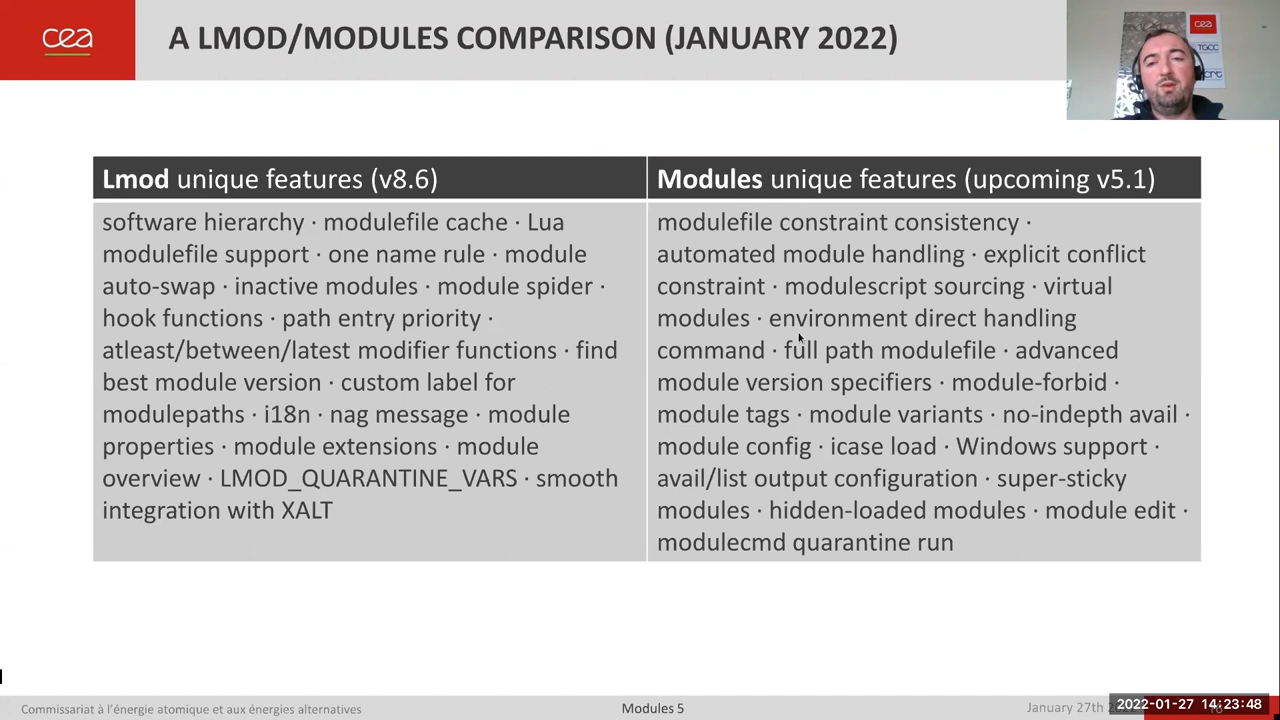 cea
A LMOD/MODULES COMPARISON (JANUARY 2022)
cea
TGCC
Lmod unique features (v8.6)
software hierarchy · modulefile cache · Lua
modulefile support · one name rule · module
auto-swap · inactive modules · module spider ·
hook functions · path entry priority ·
atleast/between/latest modifier functions · find
best module version · custom label for
modulepaths · i18n · nag message · module
properties · module extensions · module
overview · LMOD_QUARANTINE_VARS · smooth
integration with XALT
Modules unique features (upcoming v5.1)
modulefile constraint consistency ·
automated module handling · explicit conflict
constraint · modulescript sourcing · virtual
modules · environment direct handling
command · full path modulefile · advanced
module version specifiers · module-forbid ·
module tags · module variants · no-indepth avail ·
module config · icase load · Windows support ·
avail/list output configuration · super-sticky
modules · hidden-loaded modules · module edit ·
modulecmd quarantine run
Commissariat à l'énergie atomique et aux énergies alternatives
Modules 5
January 27th
2022-01-27 14:23:48